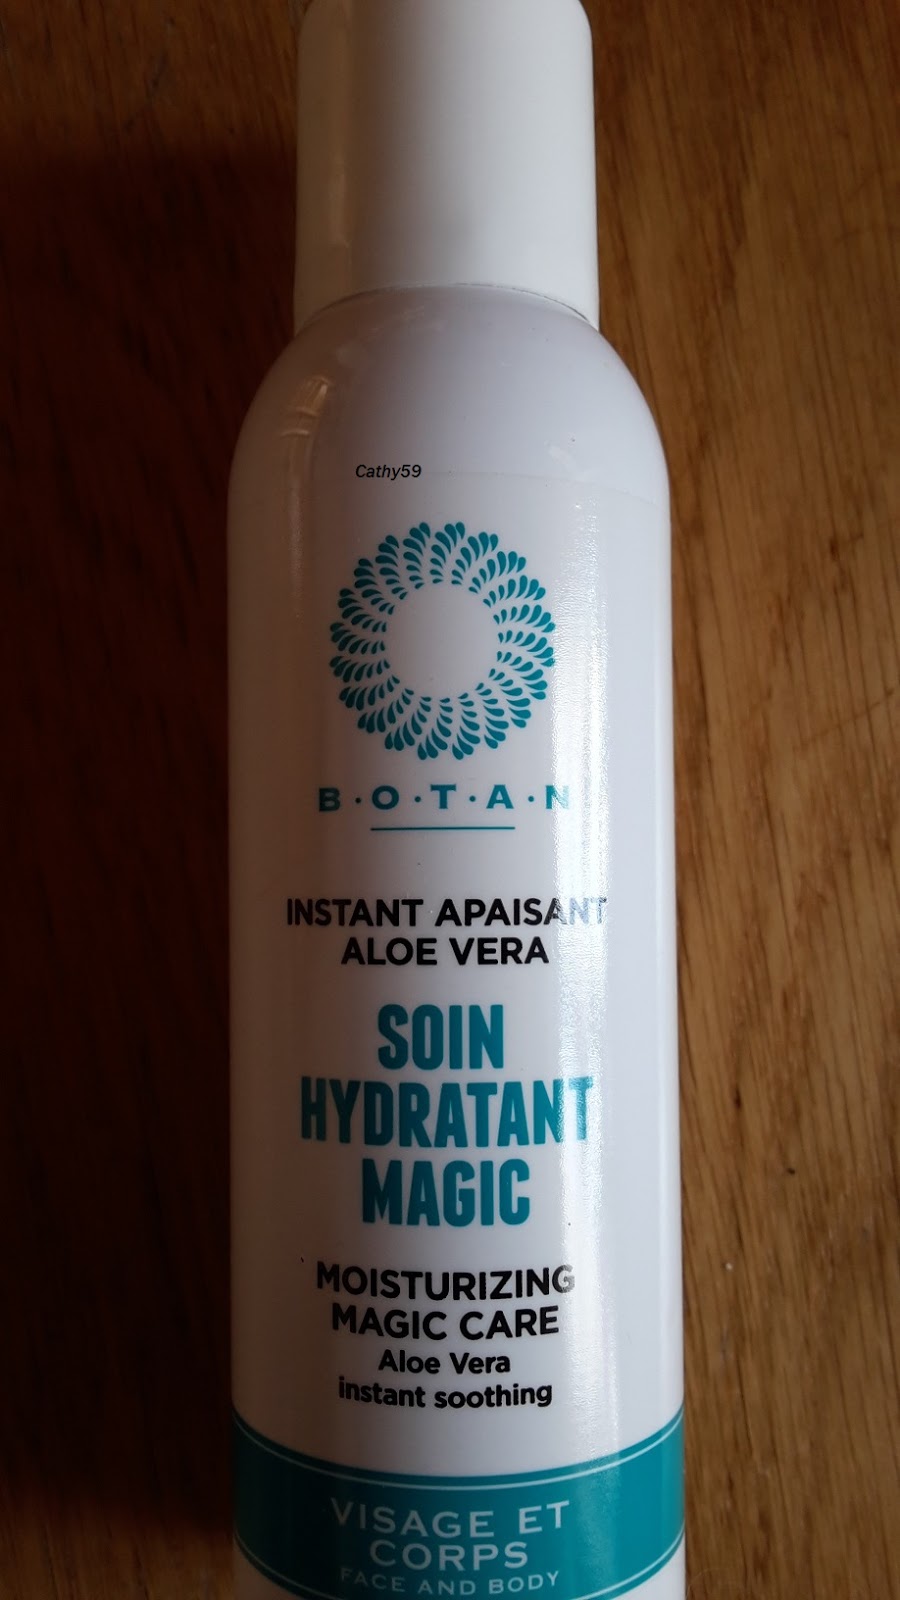 Cathy59
B·O·T·A·N
INSTANT APAISANT
ALOE VERA
SOIN
HYDRATANT
MAGIC
MOISTURIZING
MAGIC CARE
Aloe Vera
instant soothing
VISAGE ET
CORPS
FACE AND BODY